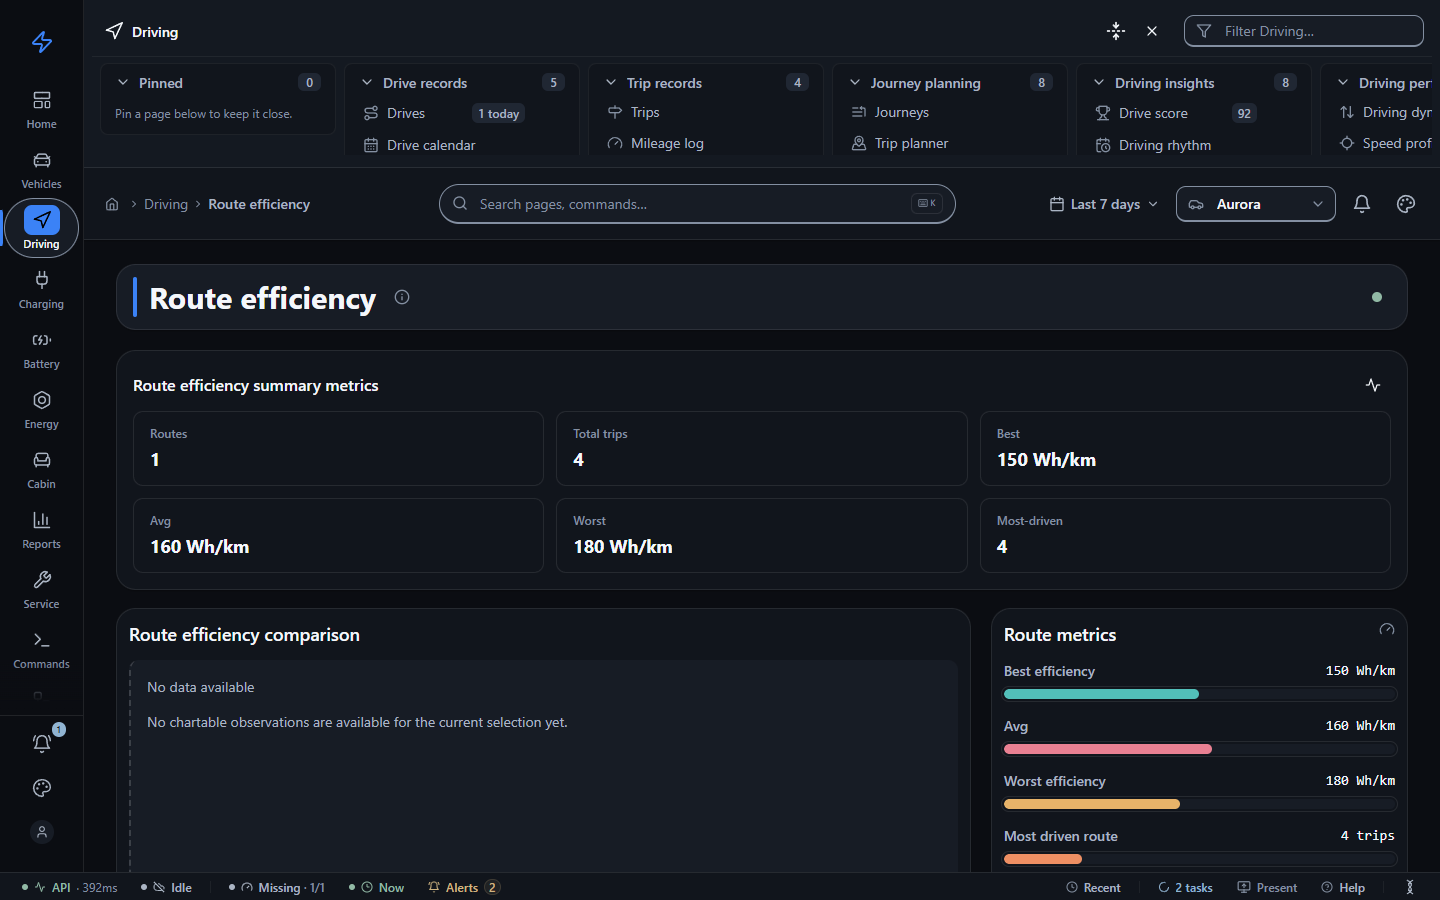 Driving
Filter Driving...
Pinned 0
Pin a page below to keep it close.
Drive records 5
Drives 1 today
Drive calendar
Trip records 4
Trips
Mileage log
Journey planning 8
Journeys
Trip planner
Driving insights 8
Drive score 92
Driving rhythm
Driving per
Driving dyn
Speed prof
Home
Vehicles
Driving
Charging
Battery
Energy
Cabin
Reports
Service
Commands
1
Driving Route efficiency
Search pages, commands... K
Last 7 days
Aurora
Route efficiency
Route efficiency summary metrics
Routes
1
Total trips
4
Best
150 Wh/km
Avg
160 Wh/km
Worst
180 Wh/km
Most-driven
4
Route efficiency comparison
No data available
No chartable observations are available for the current selection yet.
Route metrics
Best efficiency 150 Wh/km
Avg 160 Wh/km
Worst efficiency 180 Wh/km
Most driven route 4 trips
API · 392ms
Idle
Missing · 1/1
Now
Alerts 2
Recent
2 tasks
Present
Help